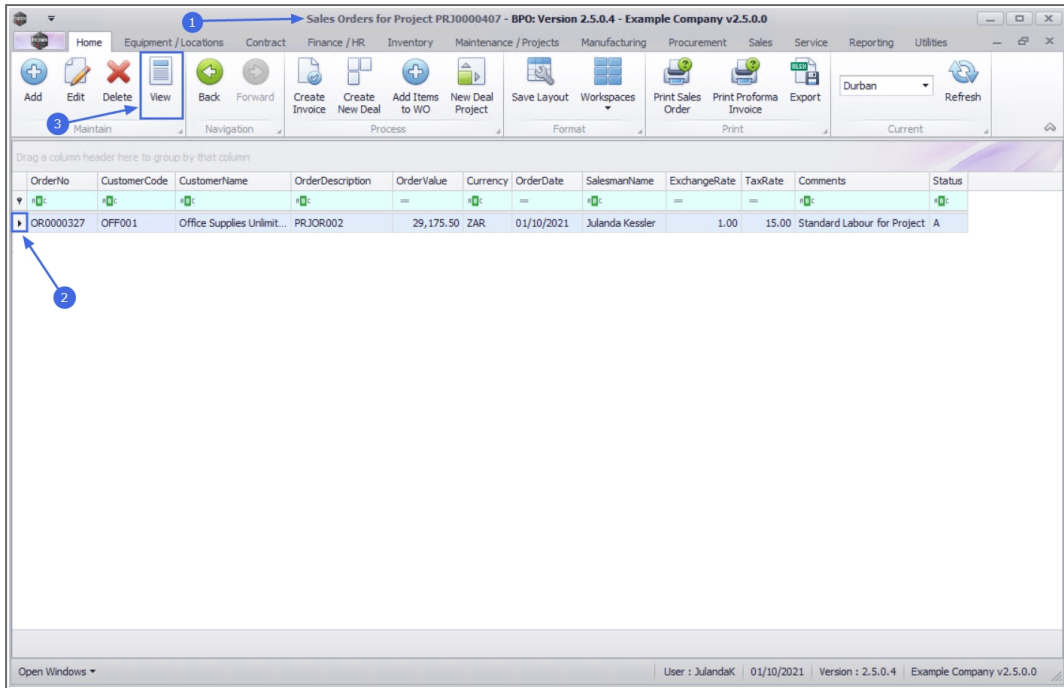 1
Sales Orders for Project PRJ0000407 - BPO: Version 2.5.0.4 - Example Company v2.5.0.0
Home Equipment / Locations Contract Finance / HR Inventory Maintenance / Projects Manufacturing Procurement Sales Service Reporting Utilities
Add Edit Delete View Back Forward Create Invoice Create New Deal Add Items to WO New Deal Project Save Layout Workspaces Print Sales Order Print Proforma Invoice XLSX Export Durban Refresh
3
Maintain Navigation Process Format Print Current
Drag a column header here to group by that column
OrderNo CustomerCode CustomerName OrderDescription OrderValue Currency OrderDate SalesmanName ExchangeRate TaxRate Comments Status
OR0000327 OFF001 Office Supplies Unlimit... PRJOR002 29,175.50 ZAR 01/10/2021 Julanda Kessler 1.00 15.00 Standard Labour for Project A
2
Open Windows User : JulandaK 01/10/2021 Version : 2.5.0.4 Example Company v2.5.0.0